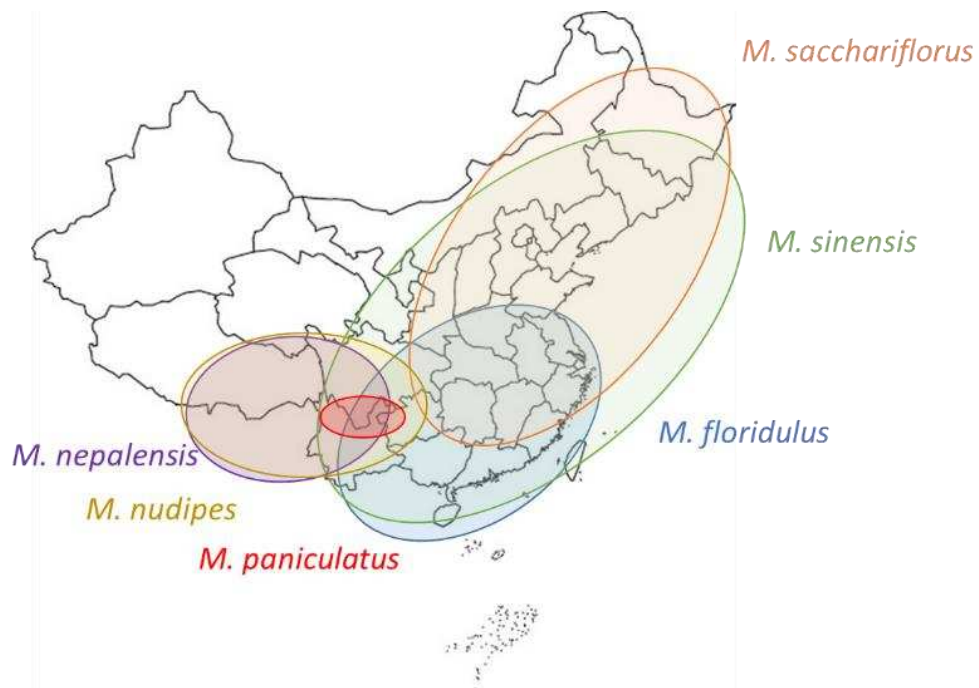 M. sacchariflorus
M. sinensis
M. floridulus
M. nepalensis
M. nudipes
M. paniculatus